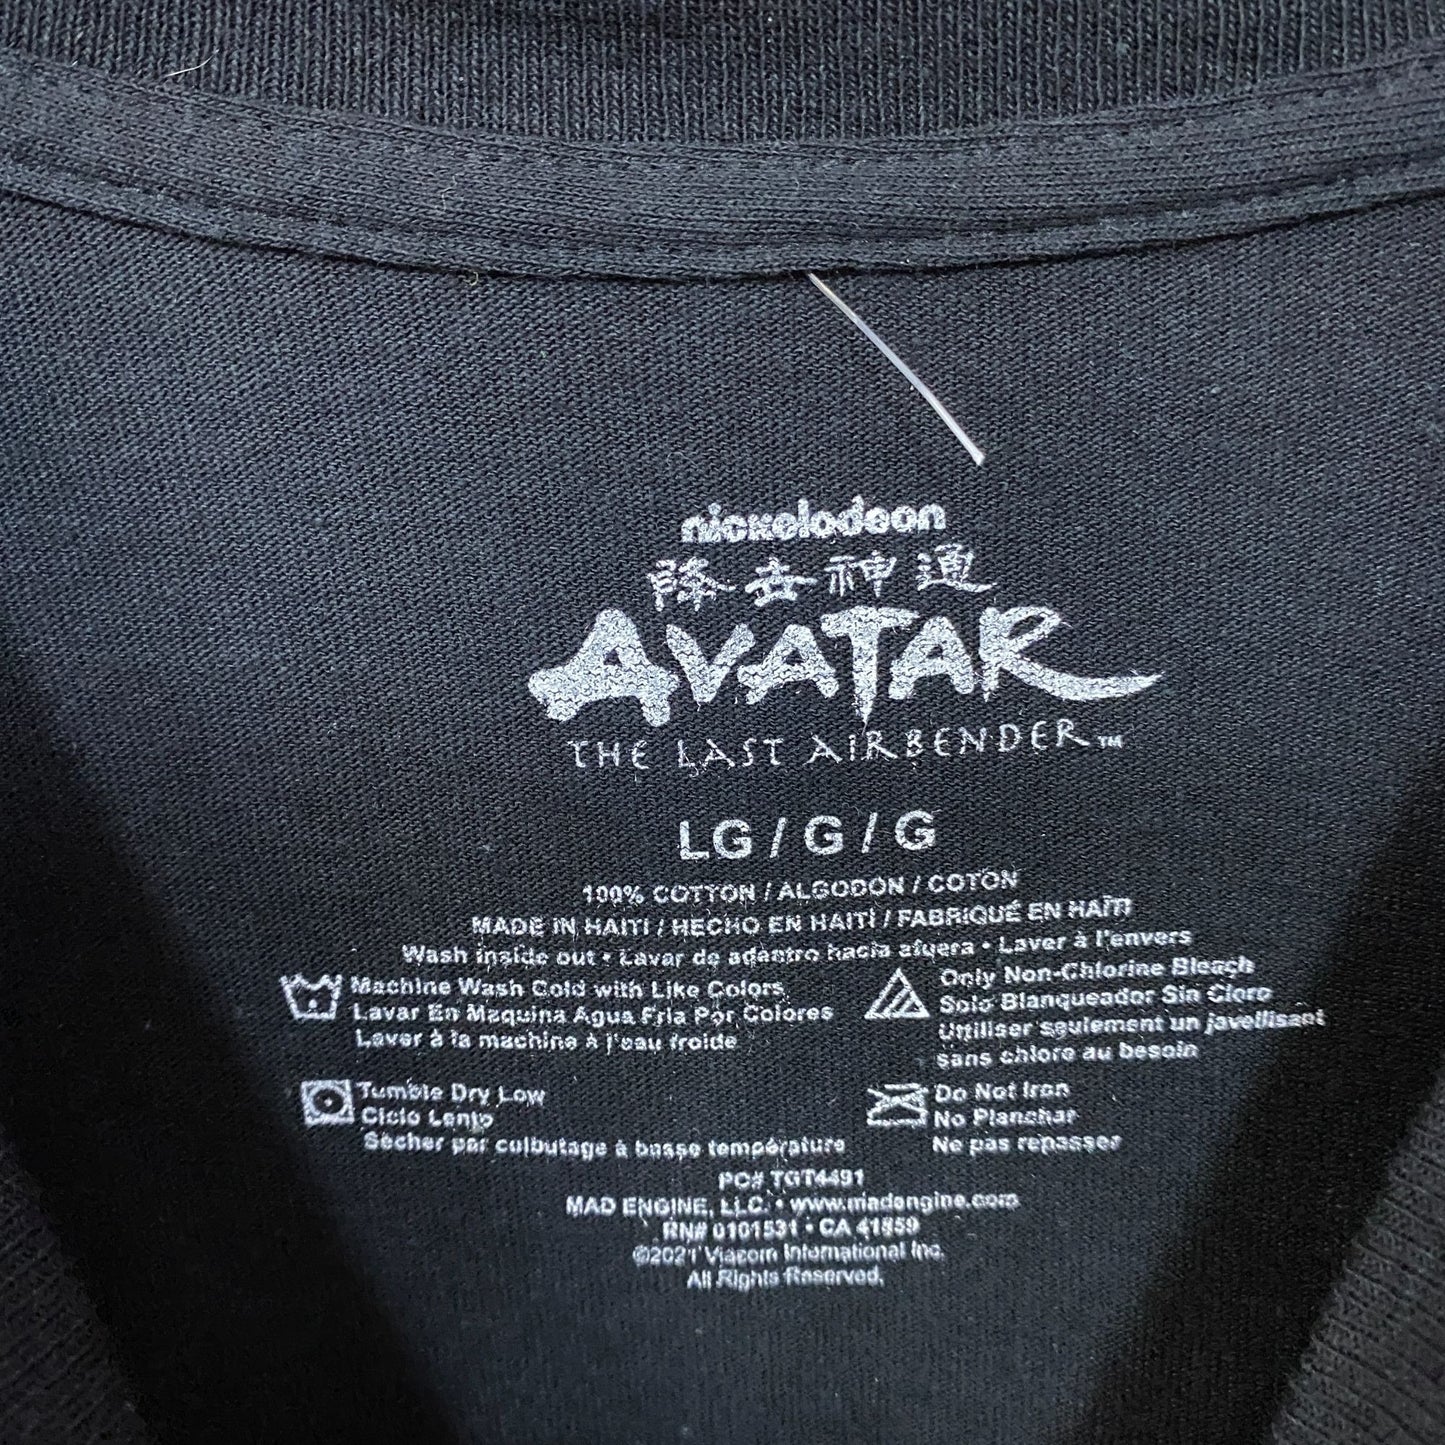 nickelodeon
降去神通
AVATAR
THE LAST AIRBENDER™
LG / G / G
100% COTTON / ALGODÓN / COTON
MADE IN HAITI / HECHO EN HAITÍ / FABRIQUÉ EN HAÏTI
Wash inside out • Lavar de adentro hacia afuera • Laver à l'envers
Machine Wash Cold with Like Colors
Lavar En Maquina Agua Fria Por Colores
Laver à la machine à l'eau froide
Only Non-Chlorine Bleach
Solo Blanqueador Sin Cloro
Utiliser seulement un javellisant
sans chlore au besoin
Tumble Dry Low
Ciclo Lento
Sècher par culbutage à basse température
Do Not Iron
No Planchar
Ne pas repasser
PO# TGT4491
MAD ENGINE, LLC. • www.madengine.com
RN# 0101531 • CA 41859
©2021 Viacom International Inc.
All Rights Reserved.